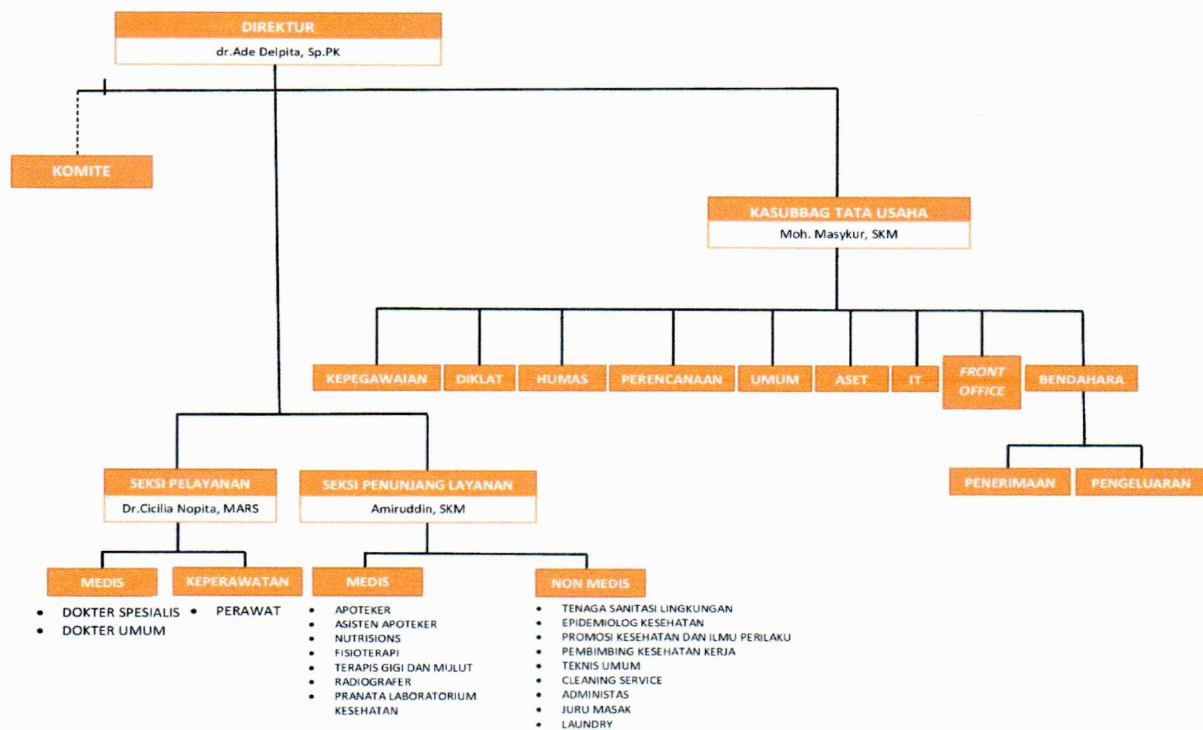 DIREKTUR
dr.Ade Delpita, Sp.PK
KOMITE
KASUBBAG TATA USAHA
Moh. Masykur, SKM
KEPEGAWAIAN
DIKLAT
HUMAS
PERENCANAAN
UMUM
ASET
IT
FRONT
OFFICE
BENDAHARA
PENERIMAAN
PENGELUARAN
SEKSI PELAYANAN
Dr.Cicilia Nopita, MARS
SEKSI PENUNJANG LAYANAN
Amiruddin, SKM
MEDIS
• DOKTER SPESIALIS
• DOKTER UMUM
KEPERAWATAN
• PERAWAT
MEDIS
• APOTEKER
• ASISTEN APOTEKER
• NUTRISIONS
• FISIOTERAPI
• TERAPIS GIGI DAN MULUT
• RADIOGRAFER
• PRANATA LABORATORIUM
KESEHATAN
NON MEDIS
• TENAGA SANITASI LINGKUNGAN
• EPIDEMIOLOG KESEHATAN
• PROMOSI KESEHATAN DAN ILMU PERILAKU
• PEMBIMBING KESEHATAN KERJA
• TEKNIS UMUM
• CLEANING SERVICE
• ADMINISTAS
• JURU MASAK
• LAUNDRY